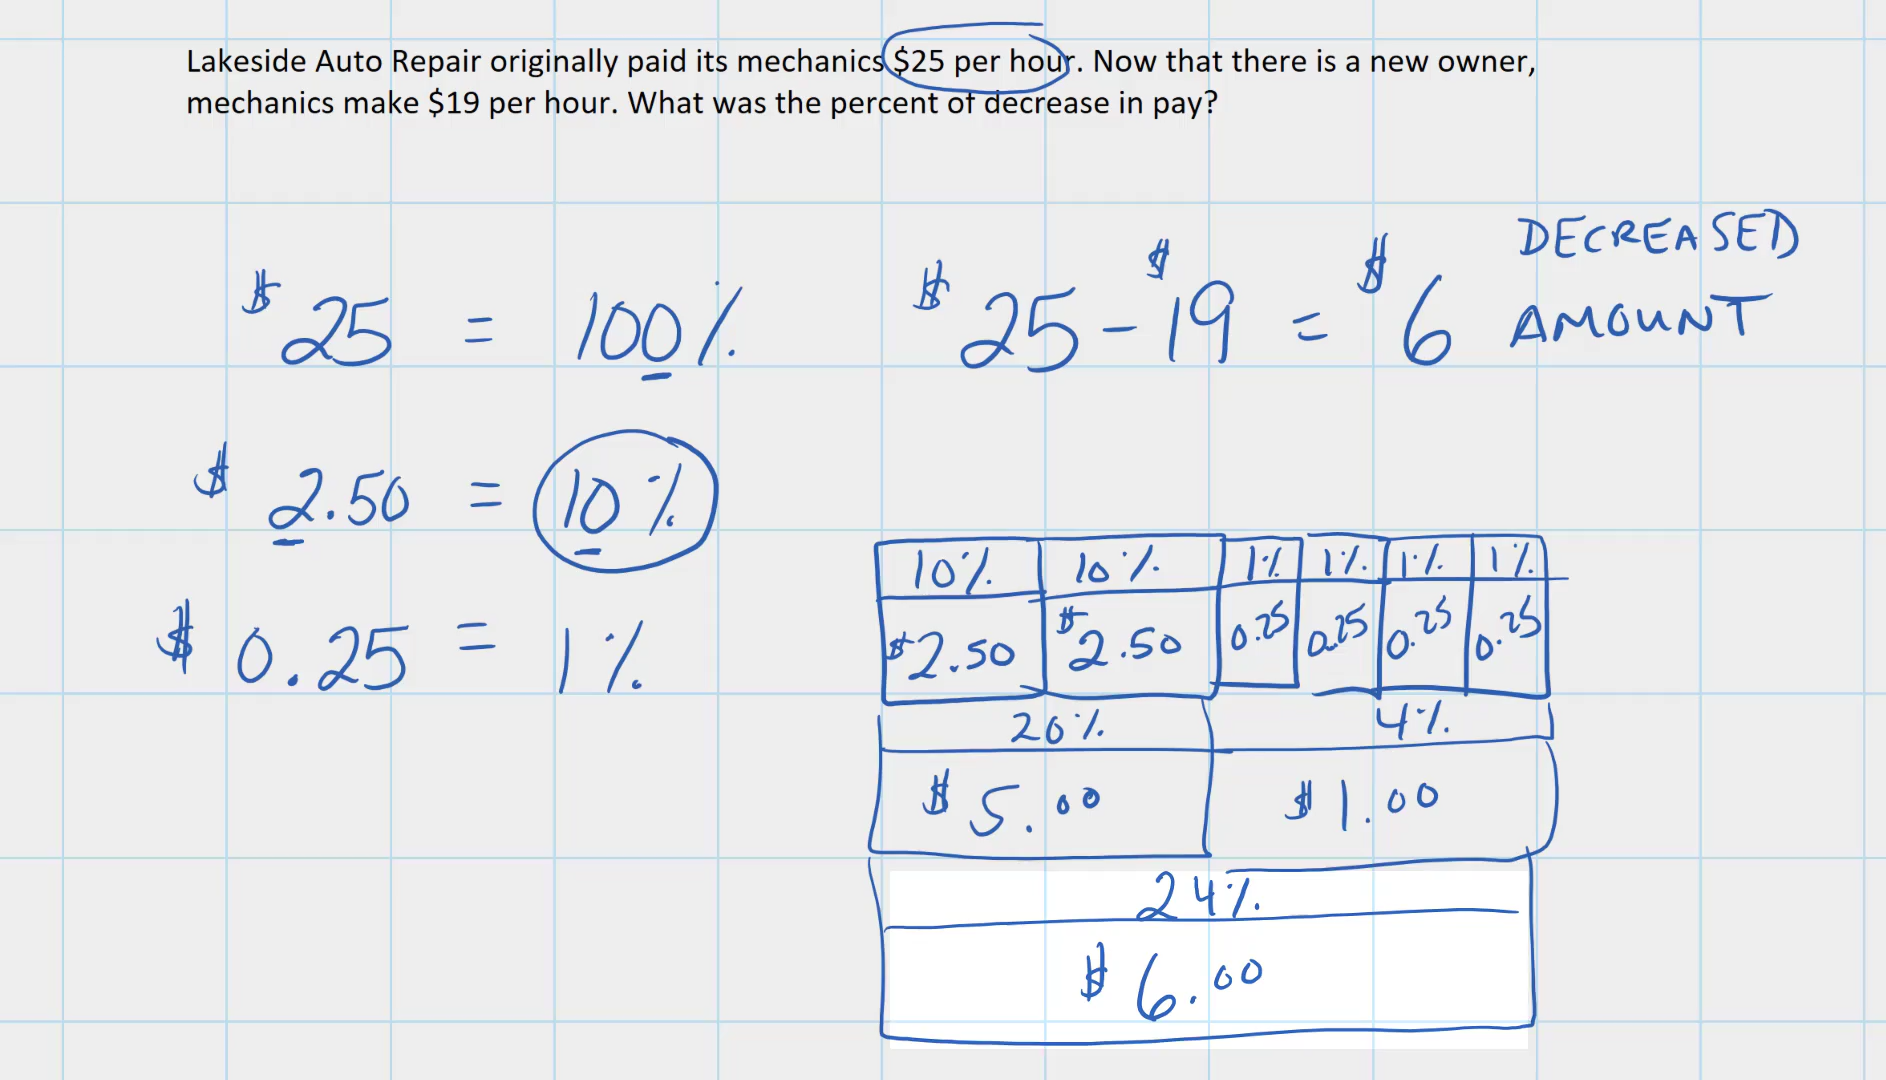 Lakeside Auto Repair originally paid its mechanics $25 per hour. Now that there is a new owner,
mechanics make $19 per hour. What was the percent of decrease in pay?
$25 = 100%
$25 - $19 = $6 DECREASED
AMOUNT
$2.50 = 10%
$0.25 = 1%
10% 10% 1% 1% 1% 1%
$2.50 $2.50 0.25 0.25 0.25 0.25
20% 4%
$5.00 $1.00
24%
$6.00